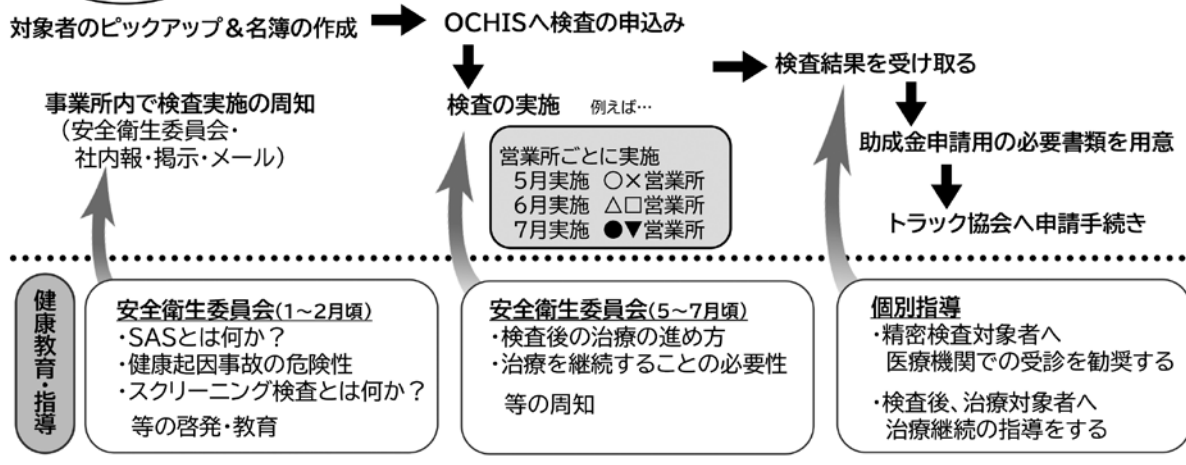 対象者のピックアップ&名簿の作成
OCHISへ検査の申込み
事業所内で検査実施の周知
(安全衛生委員会・
社内報・掲示・メール)
検査の実施 例えば…
営業所ごとに実施
5月実施 ○×営業所
6月実施 △□営業所
7月実施 ●▼営業所
検査結果を受け取る
助成金申請用の必要書類を用意
トラック協会へ申請手続き
健康教育・指導
安全衛生委員会(1~2月頃)
・SASとは何か?
・健康起因事故の危険性
・スクリーニング検査とは何か?
等の啓発・教育
安全衛生委員会(5~7月頃)
・検査後の治療の進め方
・治療を継続することの必要性
等の周知
個別指導
・精密検査対象者へ
医療機関での受診を勧奨する
・検査後、治療対象者へ
治療継続の指導をする